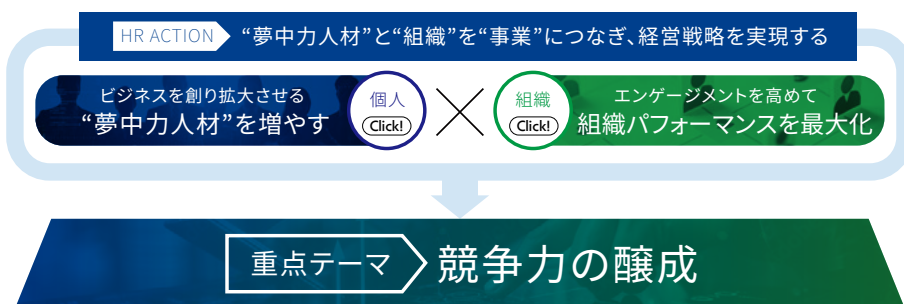 HR ACTION “夢中力人材”と“組織”を“事業”につなぎ、経営戦略を実現する
ビジネスを創り拡大させる
“夢中力人材”を増やす
個人
Click!
組織
Click!
エンゲージメントを高めて
組織パフォーマンスを最大化
重点テーマ 競争力の醸成